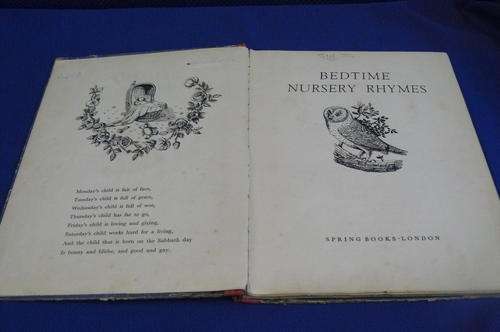 Monday's child is fair of face,
Tuesday's child is full of grace,
Wednesday's child is full of woe,
Thursday's child has far to go,
Friday's child is loving and giving,
Saturday's child works hard for a living,
And the child that is born on the Sabbath day
Is bonny and blithe, and good and gay.
BEDTIME
NURSERY RHYMES
SPRING BOOKS · LONDON